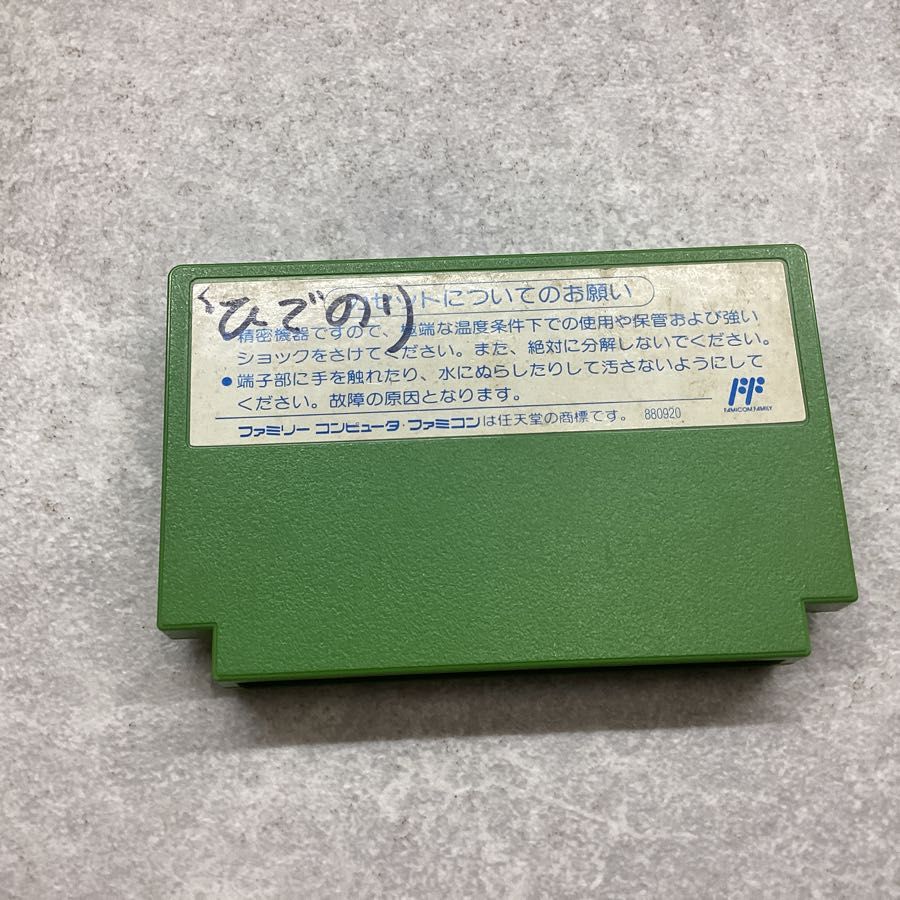 ひでのり
カセットについてのお願い
精密機器ですので、極端な温度条件下での使用や保管および強い
ショックをさけてください。また、絶対に分解しないでください。
●端子部に手を触れたり、水にぬらしたりして汚さないようにして
ください。故障の原因となります。
FAMICOM FAMILY
ファミリーコンピュータ・ファミコンは任天堂の商標です。 880920